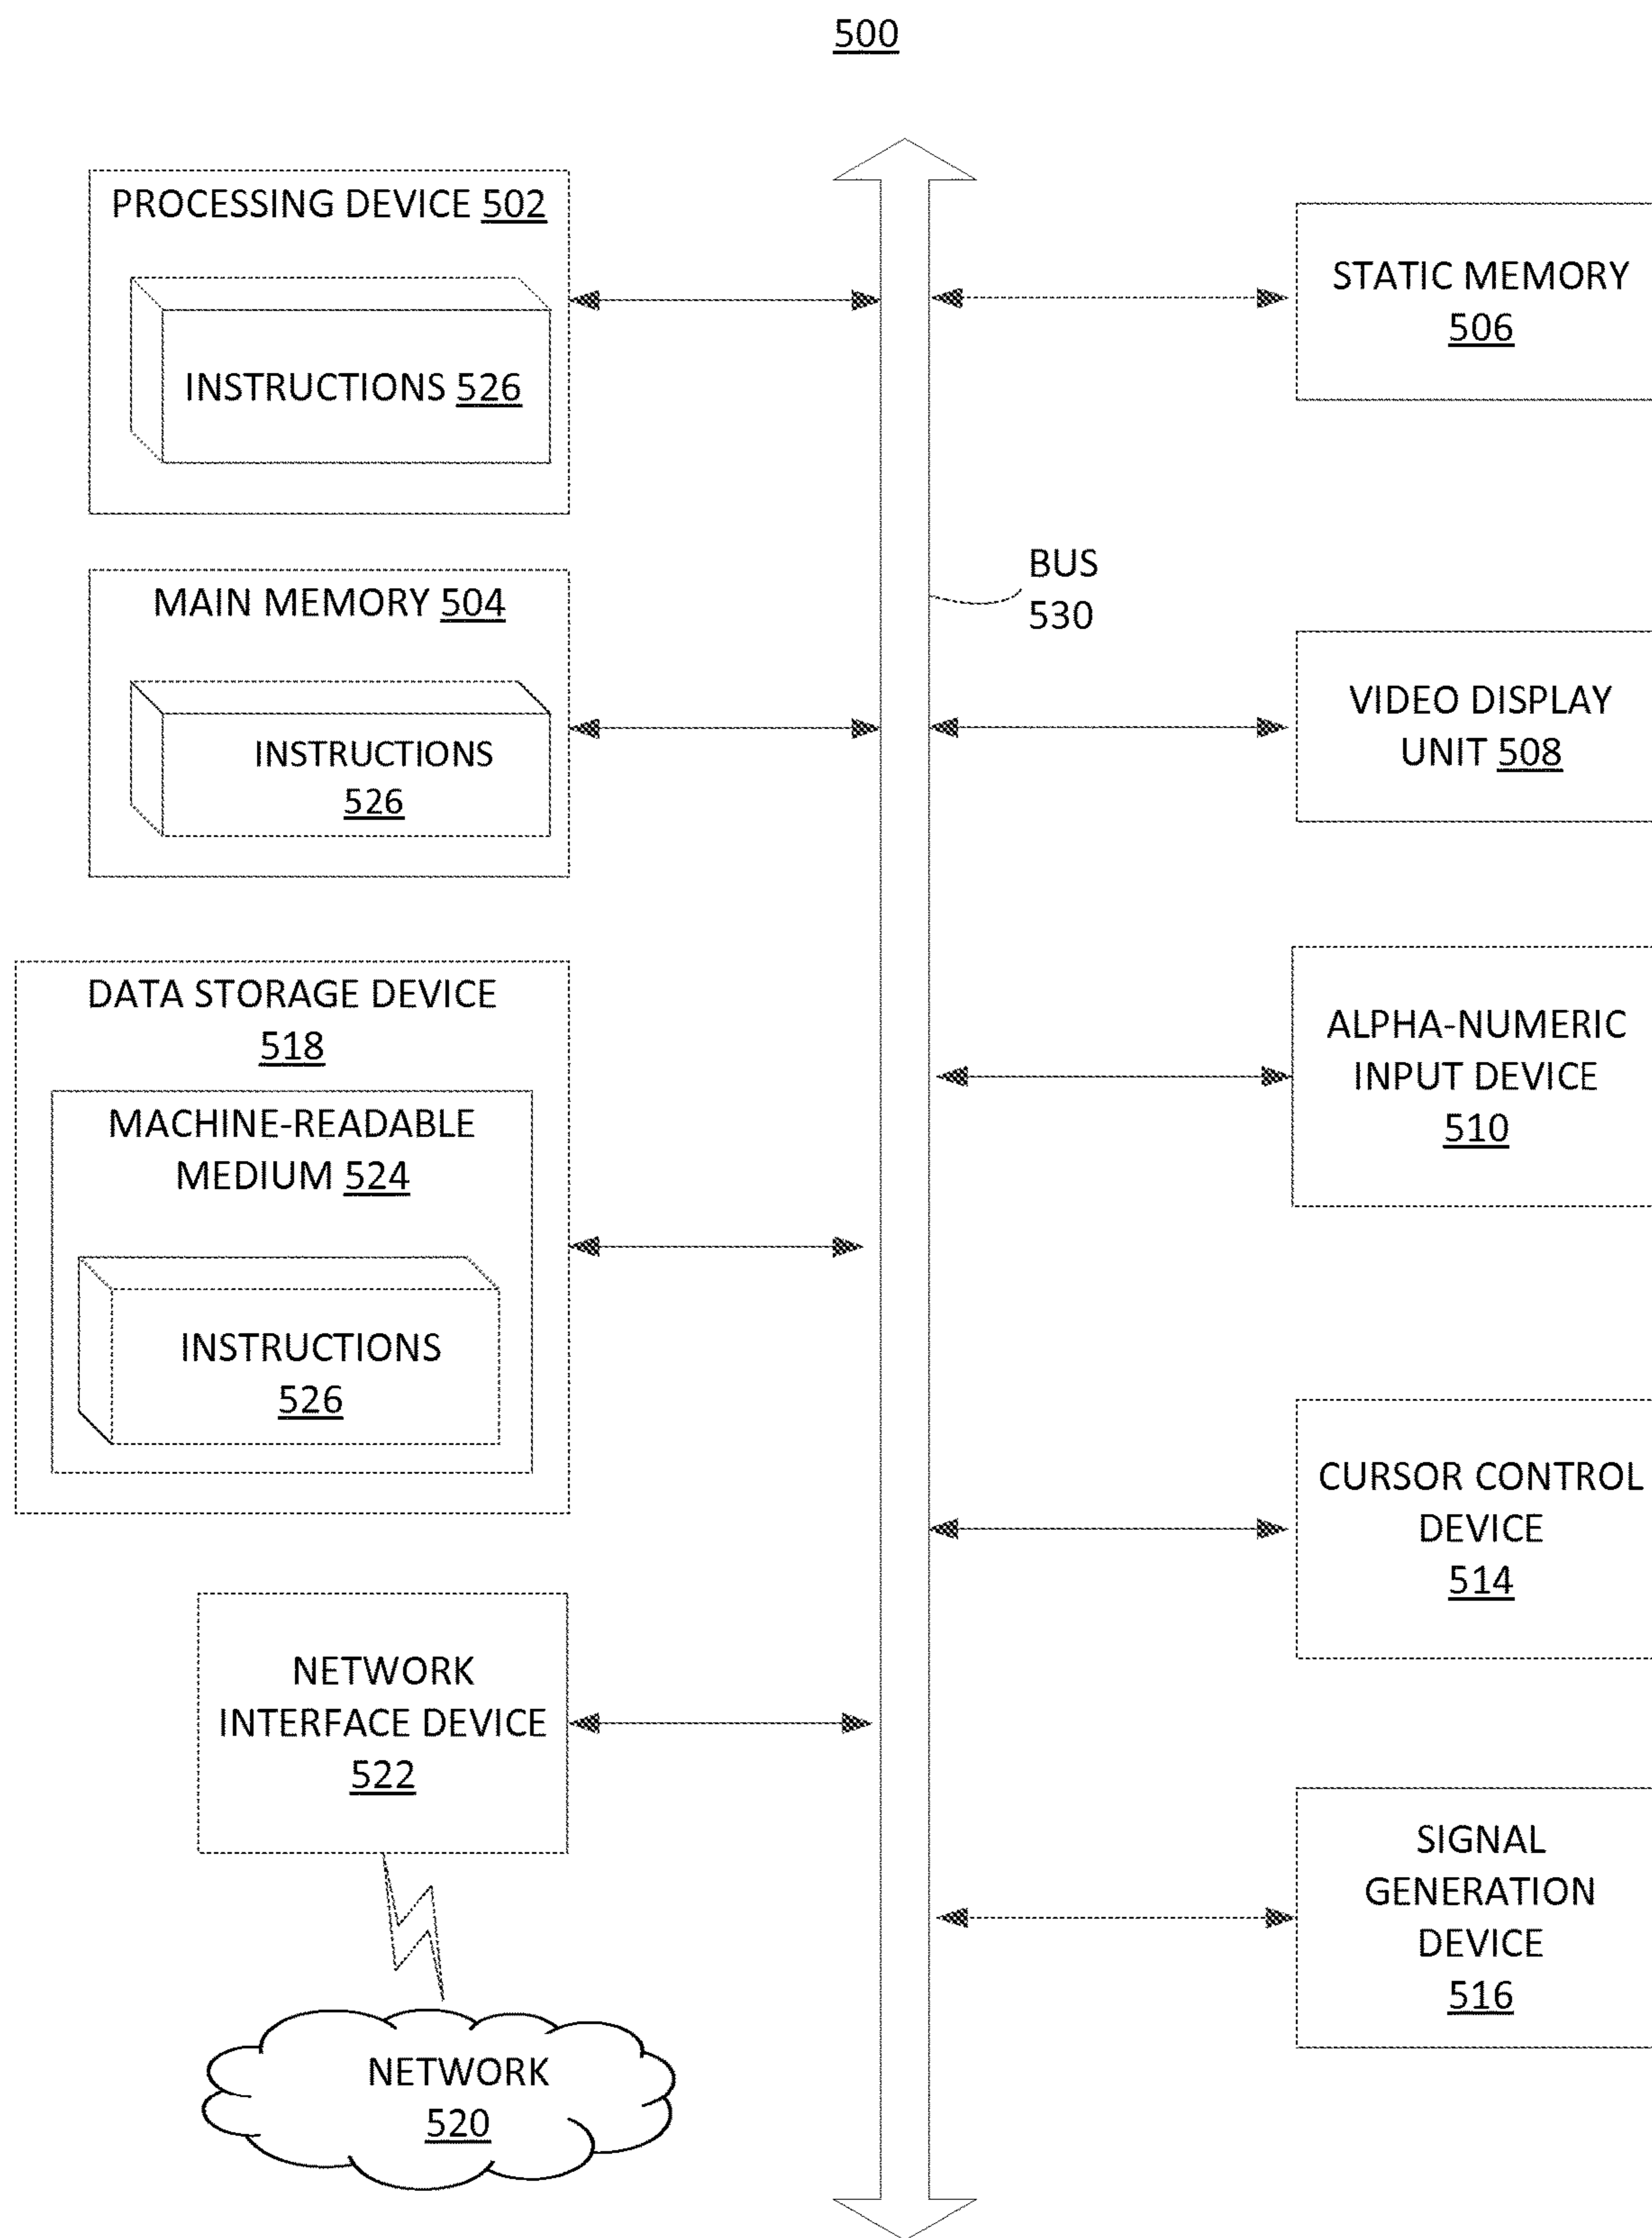 500
PROCESSING DEVICE 502
INSTRUCTIONS 526
MAIN MEMORY 504
INSTRUCTIONS
526
DATA STORAGE DEVICE
518
MACHINE-READABLE
MEDIUM 524
INSTRUCTIONS
526
NETWORK
INTERFACE DEVICE
522
NETWORK
520
BUS
530
STATIC MEMORY
506
VIDEO DISPLAY
UNIT 508
ALPHA-NUMERIC
INPUT DEVICE
510
CURSOR CONTROL
DEVICE
514
SIGNAL
GENERATION
DEVICE
516